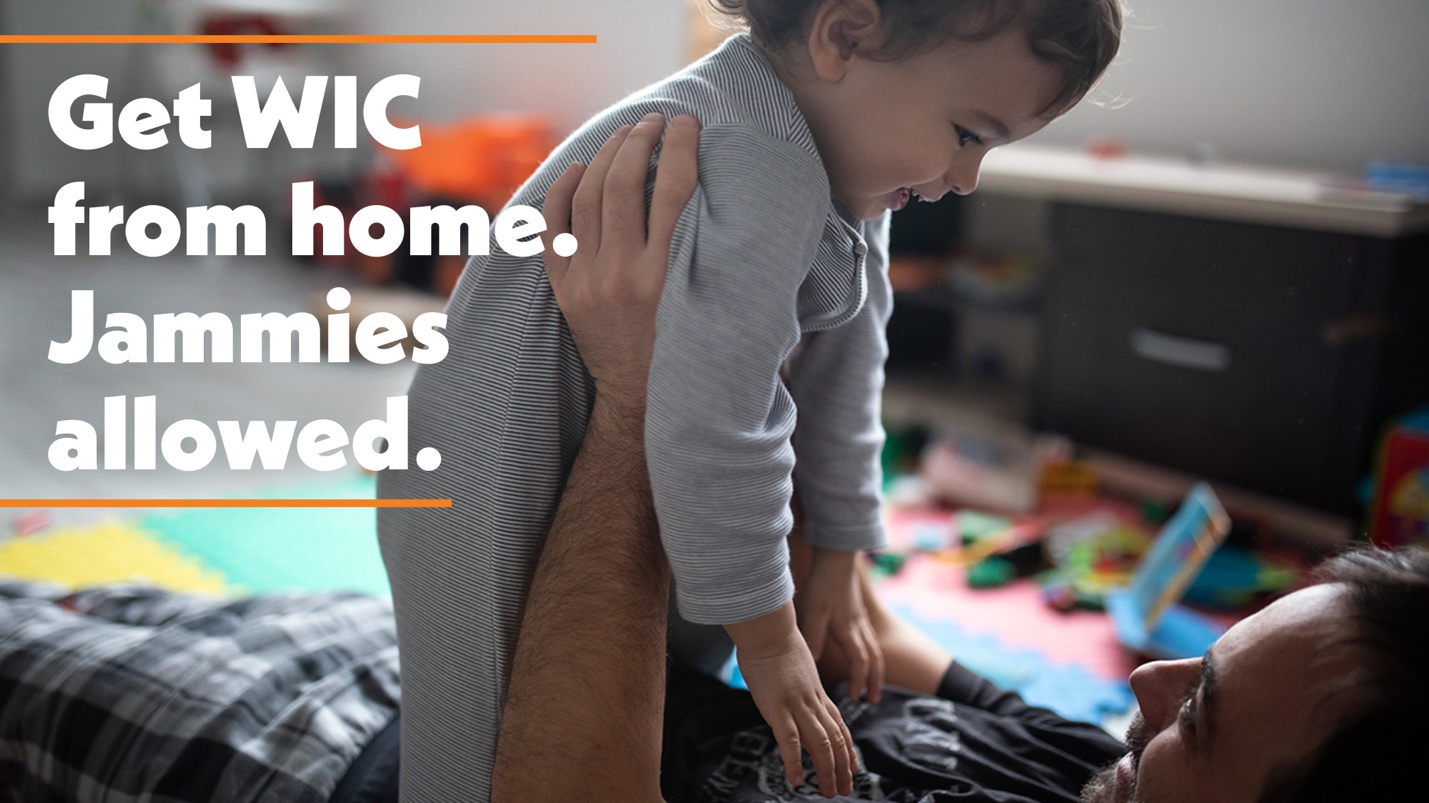 Get WIC
from home.
Jammies
allowed.